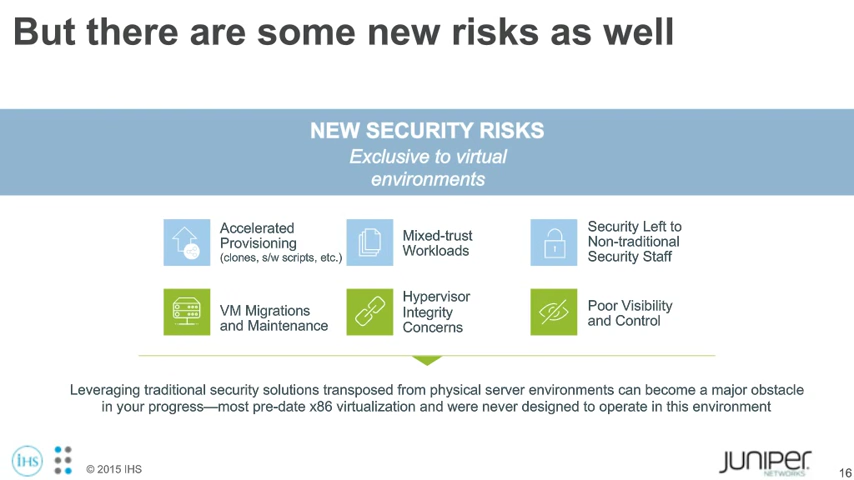 But there are some new risks as well
NEW SECURITY RISKS
Exclusive to virtual
environments
Accelerated
Provisioning
(clones, s/w scripts, etc.)
Mixed-trust
Workloads
Security Left to
Non-traditional
Security Staff
VM Migrations
and Maintenance
Hypervisor
Integrity
Concerns
Poor Visibility
and Control
Leveraging traditional security solutions transposed from physical server environments can become a major obstacle
in your progress—most pre-date x86 virtualization and were never designed to operate in this environment
iHS
© 2015 IHS
JUNIPER
NETWORKS
16